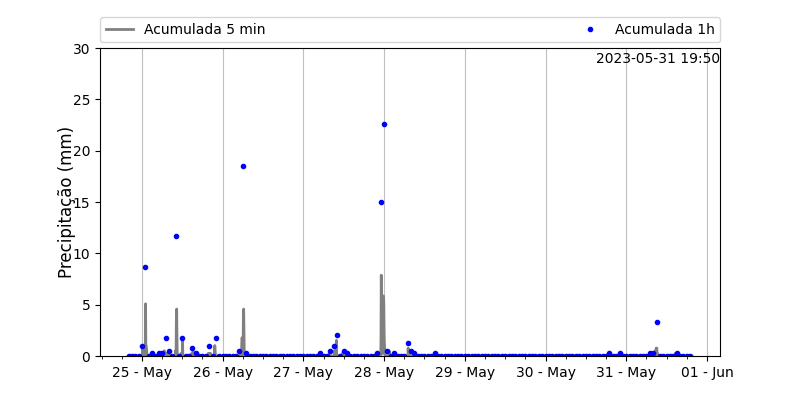 Acumulada 5 min Acumulada 1h
2023-05-31 19:50
Precipitação (mm)
30
25
20
15
10
5
0
25 - May 26 - May 27 - May 28 - May 29 - May 30 - May 31 - May 01 - Jun